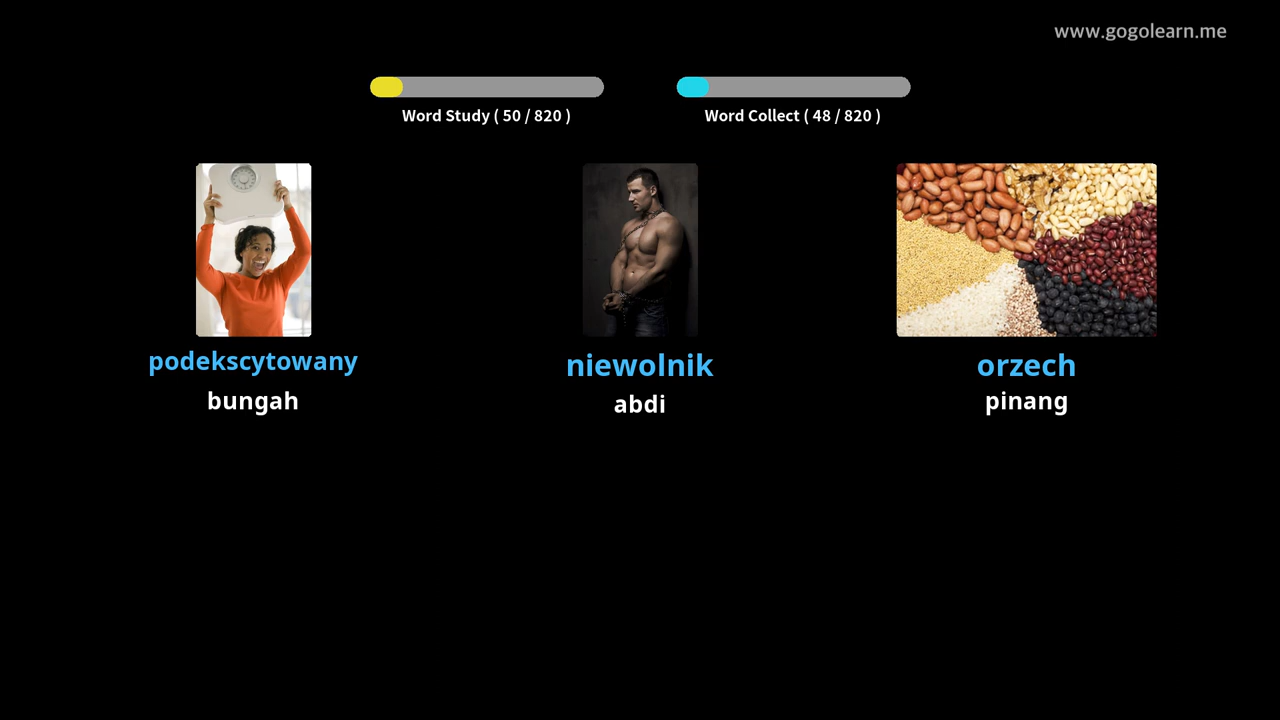 www.gogolearn.me
Word Study ( 50 / 820 )
Word Collect ( 48 / 820 )
podekscytowany
bungah
niewolnik
abdi
orzech
pinang